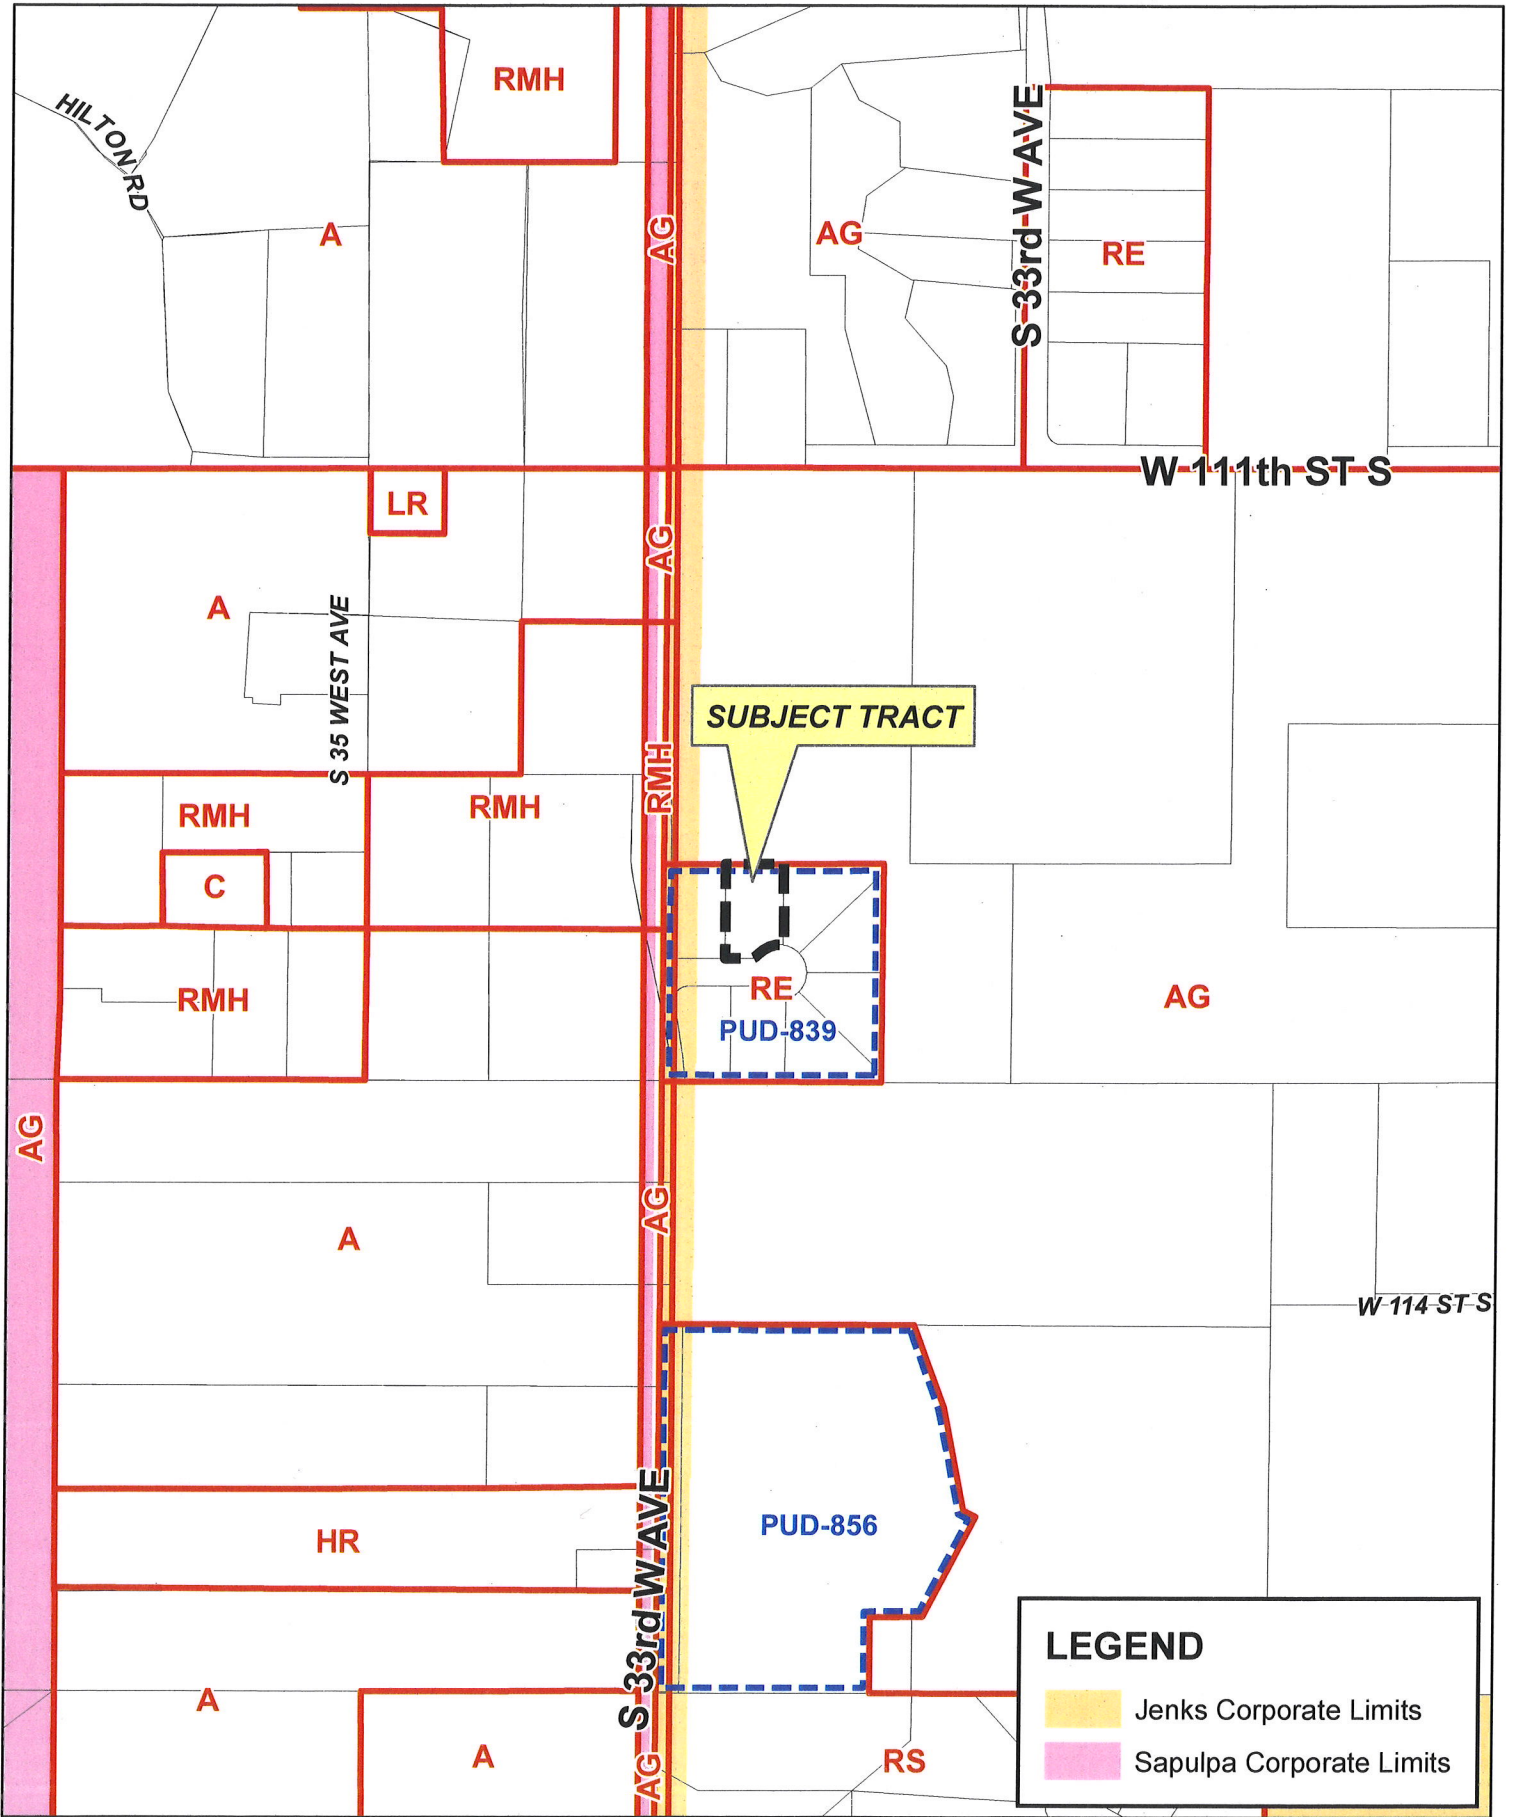 RMH
HILTON RD
S 33rd W AVE
A
AG
AG
RE
W 111th ST S
LR
AG
A
S 35 WEST AVE
SUBJECT TRACT
RMH
RMH
RMH
C
RE
RMH
AG
PUD-839
AG
AG
A
W 114 ST S
S 33rd W AVE
PUD-856
HR
LEGEND
A
Jenks Corporate Limits
A
AG
RS
Sapulpa Corporate Limits